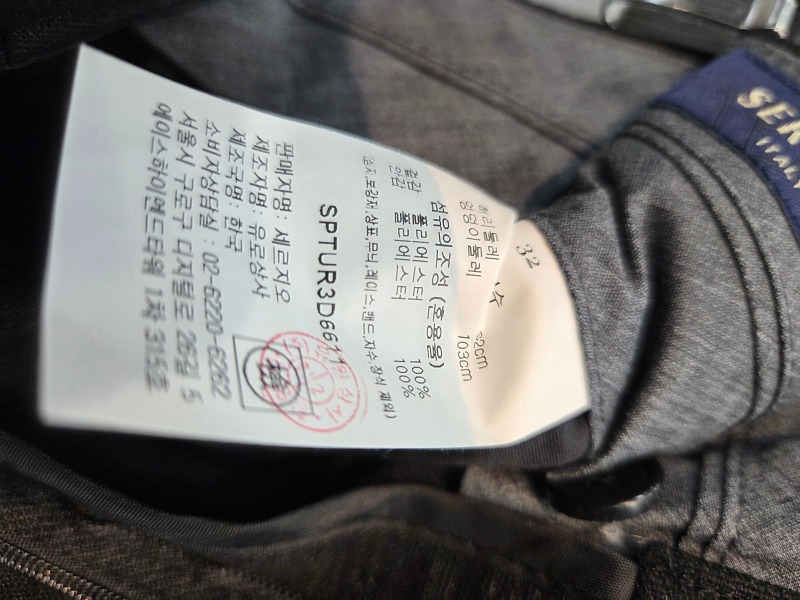 SER
ITALY
32
허리둘레
엉덩이둘레 103cm
섬유의조성 (혼용율)
겉감 폴리에스터 100%
안감 폴리에스터 100%
SPTUR3D661
판매자명: 세르지오
제조자명: 유로상사
제조국명: 한국
소비자상담실 : 02-6220-6262
서울시 구로구 디지털로 26길 5
에이스하이엔드타워 1차 315호
檢